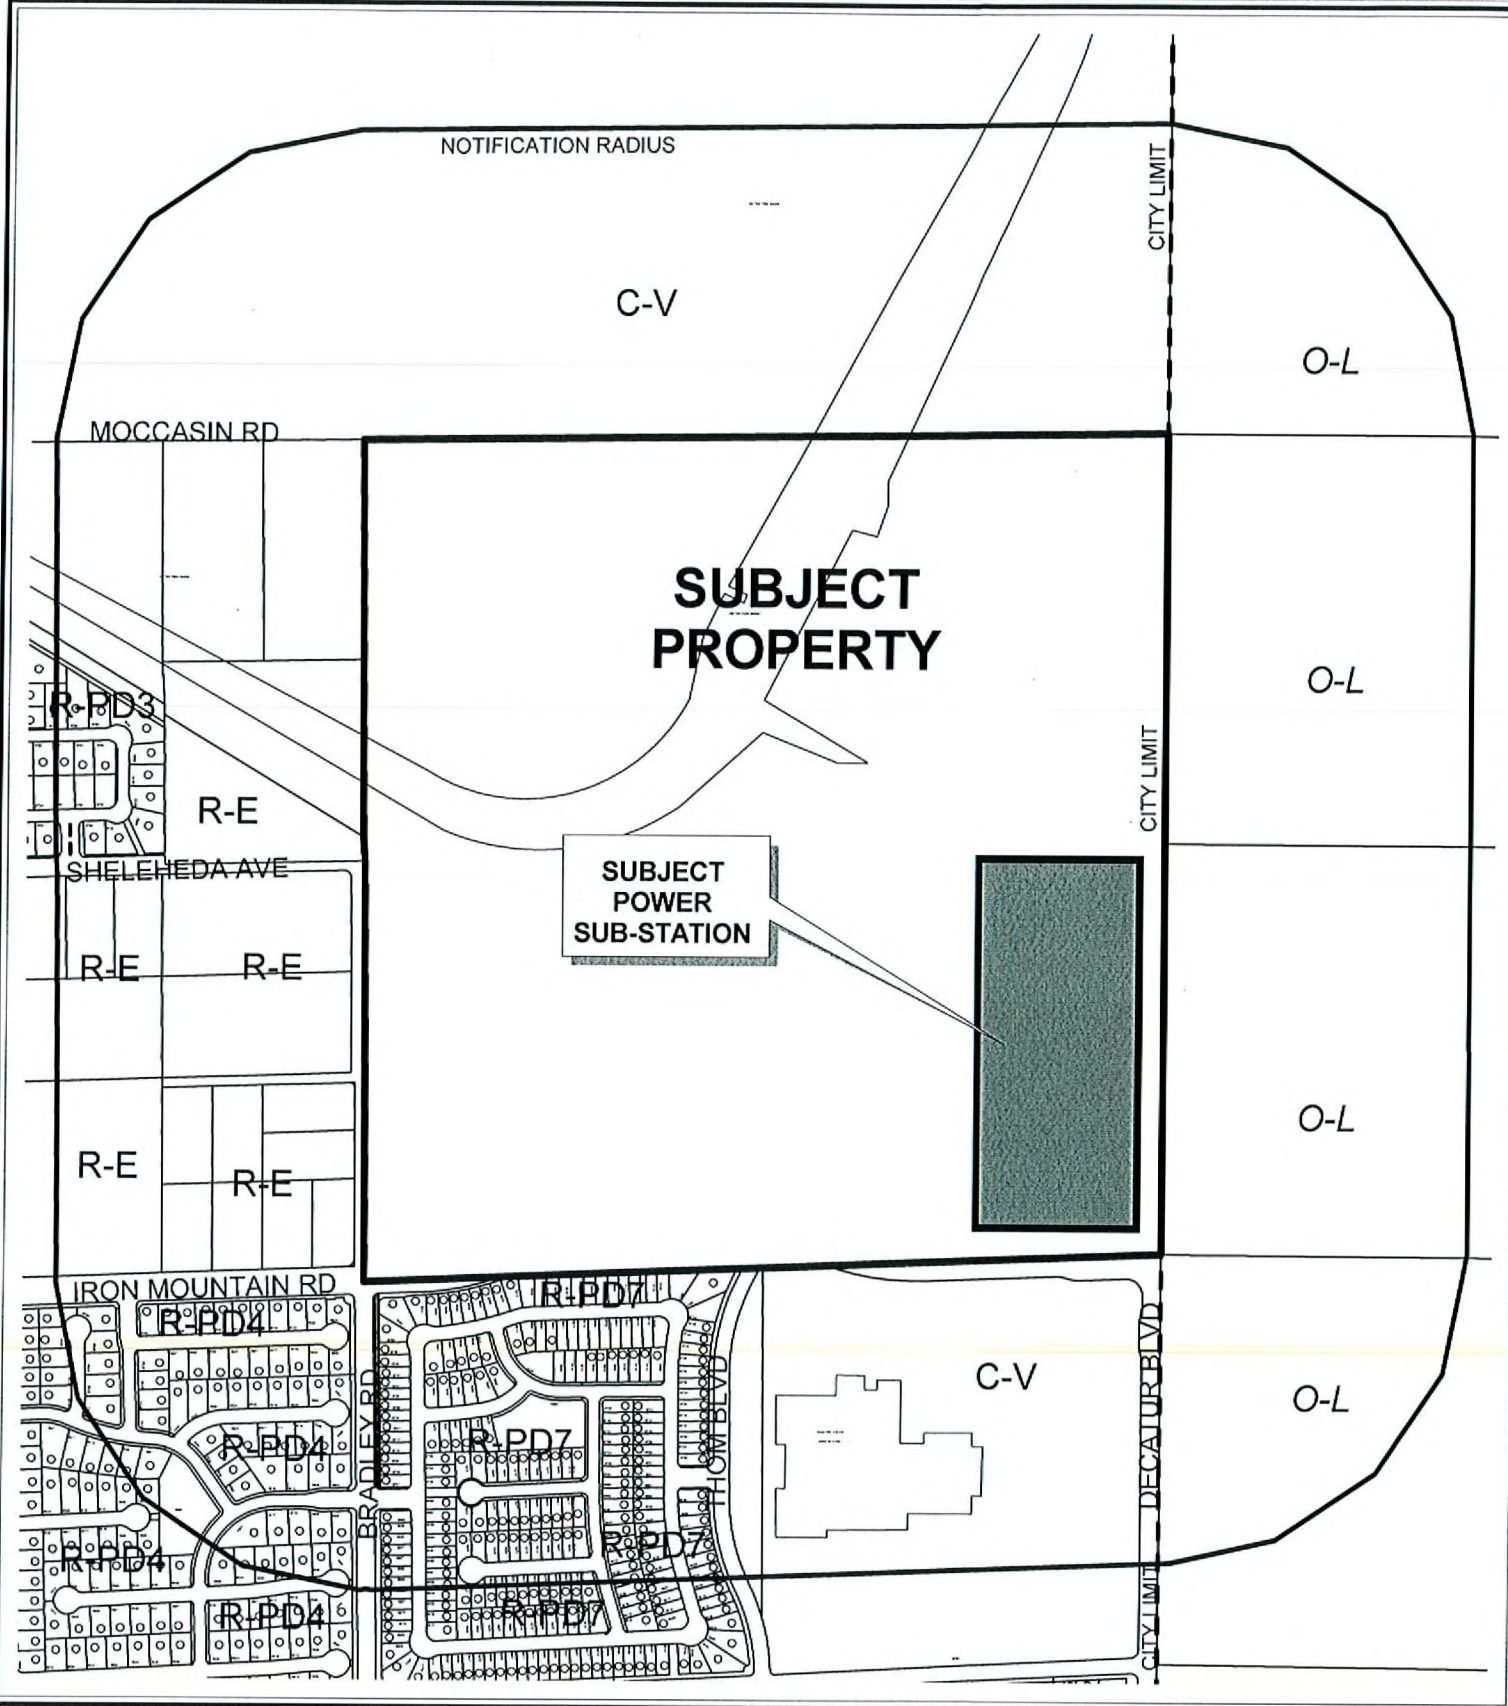 NOTIFICATION RADIUS
CITY LIMIT
C-V
O-L
MOCCASIN RD
SUBJECT
PROPERTY
O-L
R-PD3
CITY LIMIT
R-E
SHELEHEDA AVE
SUBJECT
POWER
SUB-STATION
R-E
R-E
O-L
R-E
R-E
IRON MOUNTAIN RD
R-PD7
R-PD4
C-V
O-L
BRADLEY RD
THOM BLVD
DECATUR BLVD
R-PD4
R-PD7
R-PD4
R-PD7
R-PD4
R-PD7
CITY LIMIT